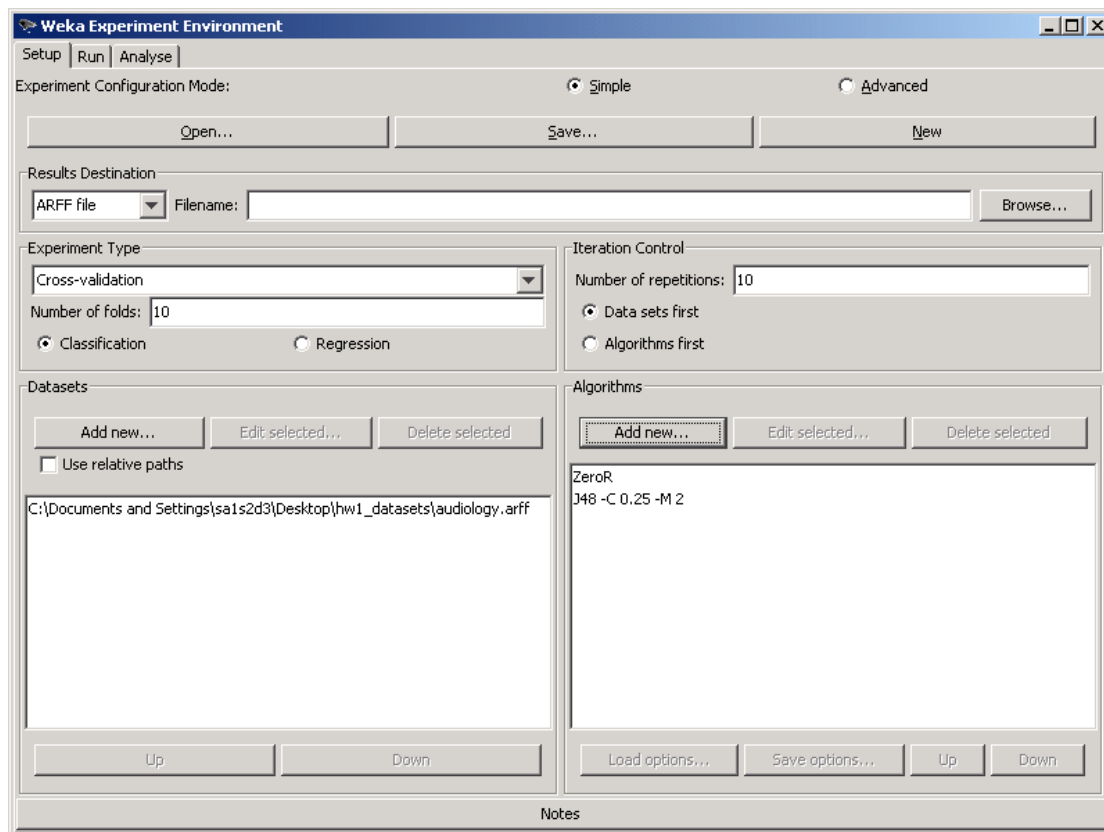 Weka Experiment Environment
Setup Run Analyse
Experiment Configuration Mode: Simple Advanced
Open... Save... New
Results Destination
ARFF file Filename: Browse...
Experiment Type
Cross-validation
Number of folds: 10
Classification Regression
Iteration Control
Number of repetitions: 10
Data sets first
Algorithms first
Datasets
Add new... Edit selected... Delete selected
Use relative paths
C:\Documents and Settings\sa1s2d3\Desktop\hw1_datasets\audiology.arff
Up Down
Algorithms
Add new... Edit selected... Delete selected
ZeroR
J48 -C 0.25 -M 2
Load options... Save options... Up Down
Notes